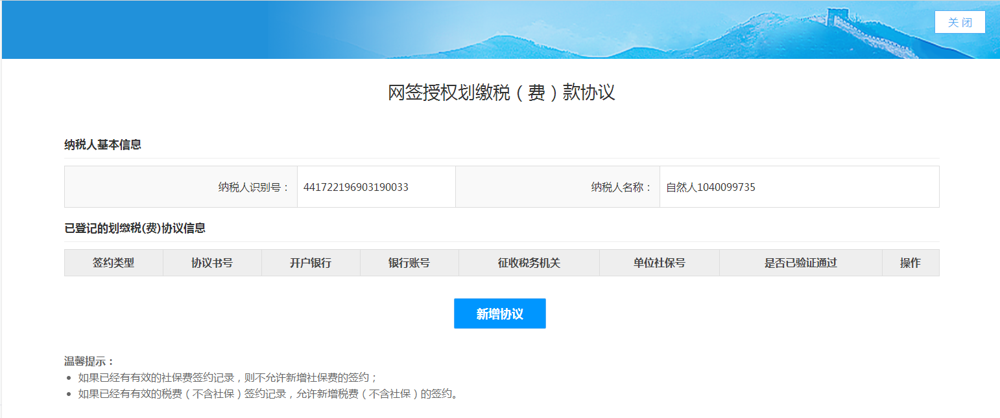 关 闭
网签授权划缴税（费）款协议
纳税人基本信息
纳税人识别号： 441722196903190033 纳税人名称： 自然人1040099735
已登记的划缴税(费)协议信息
签约类型 协议书号 开户银行 银行账号 征收税务机关 单位社保号 是否已验证通过 操作
新增协议
温馨提示：
如果已经有有效的社保费签约记录，则不允许新增社保费的签约；
如果已经有有效的税费（不含社保）签约记录，允许新增税费（不含社保）的签约。